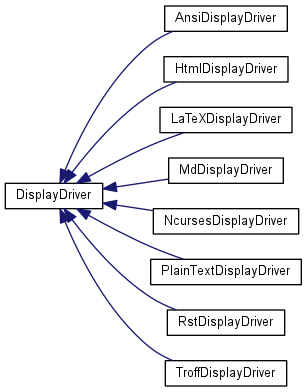 AnsiDisplayDriver
HtmlDisplayDriver
LaTeXDisplayDriver
MdDisplayDriver
DisplayDriver
NcursesDisplayDriver
PlainTextDisplayDriver
RstDisplayDriver
TroffDisplayDriver